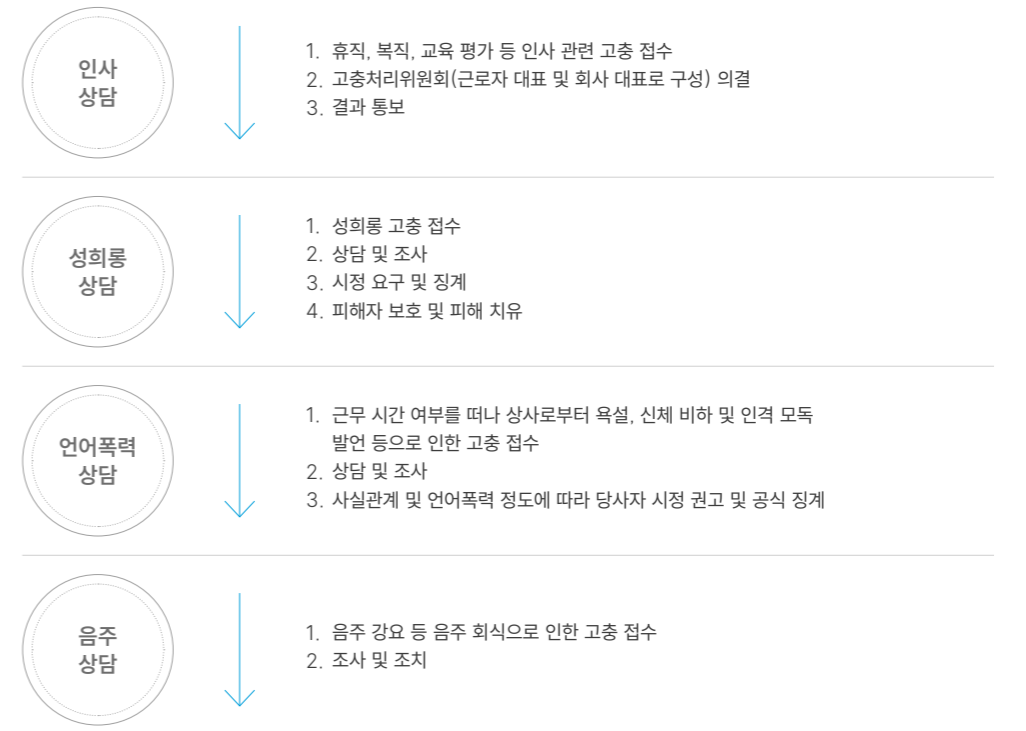 인사
상담
1. 휴직, 복직, 교육 평가 등 인사 관련 고충 접수
2. 고충처리위원회(근로자 대표 및 회사 대표로 구성) 의결
3. 결과 통보
성희롱
상담
1. 성희롱 고충 접수
2. 상담 및 조사
3. 시정 요구 및 징계
4. 피해자 보호 및 피해 치유
언어폭력
상담
1. 근무 시간 여부를 떠나 상사로부터 욕설, 신체 비하 및 인격 모독
발언 등으로 인한 고충 접수
2. 상담 및 조사
3. 사실관계 및 언어폭력 정도에 따라 당사자 시정 권고 및 공식 징계
음주
상담
1. 음주 강요 등 음주 회식으로 인한 고충 접수
2. 조사 및 조치